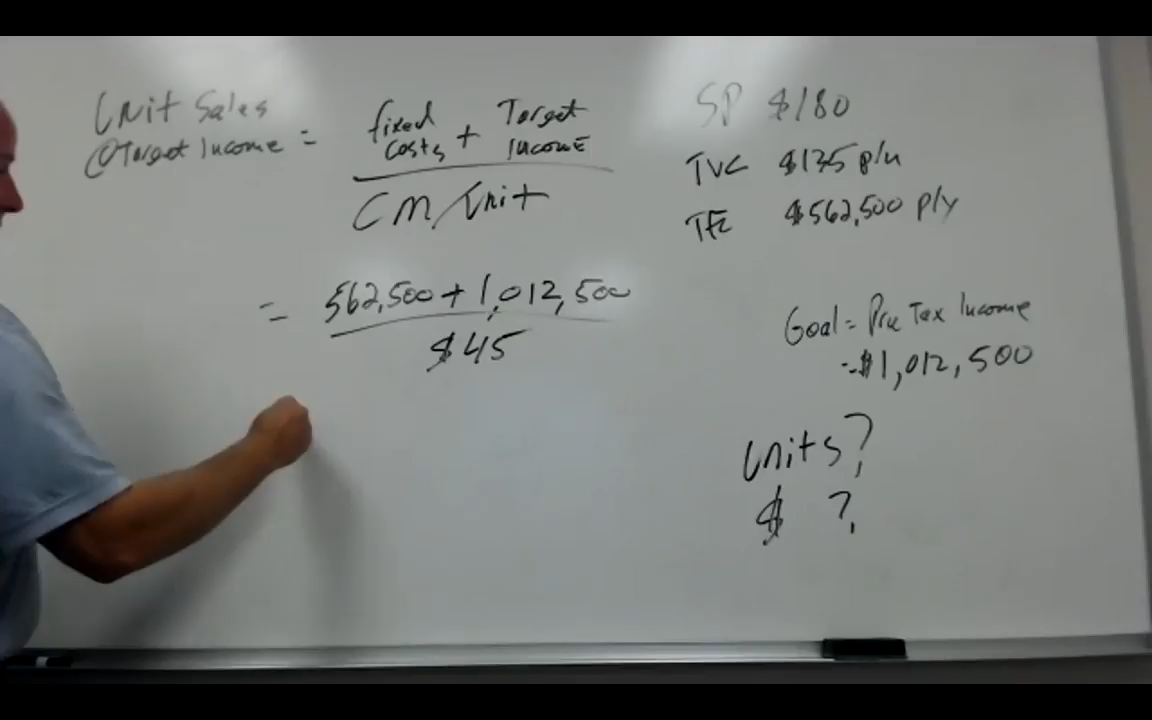 Unit Sales
@Target Income =
fixed costs + Target Income
CM/Unit
= 562,500 + 1,012,500
$45
SP $180
TVC $135 p/u
TFC $562,500 p/y
Goal = Pre Tax Income
$1,012,500
Units?
$ ?